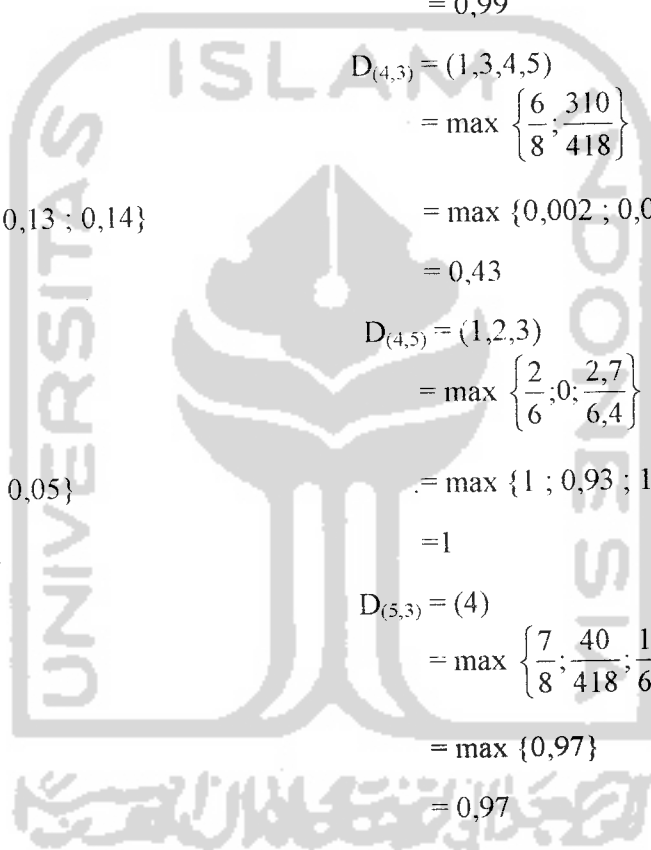 = 0,99
D(4,3) = (1,3,4,5)
= max {6/8 ; 310/418}
0,13 ; 0,14}
= max {0,002 ; 0,0
= 0,43
D(4,5) = (1,2,3)
= max {2/6 ;0; 2,7/6,4}
0,05}
= max {1 ; 0,93 ; 1
=1
D(5,3) = (4)
= max {7/8 ; 40/418 ; 1/6
= max {0,97}
= 0,97
ISLAM
UNIVERSITAS
INDONESIA